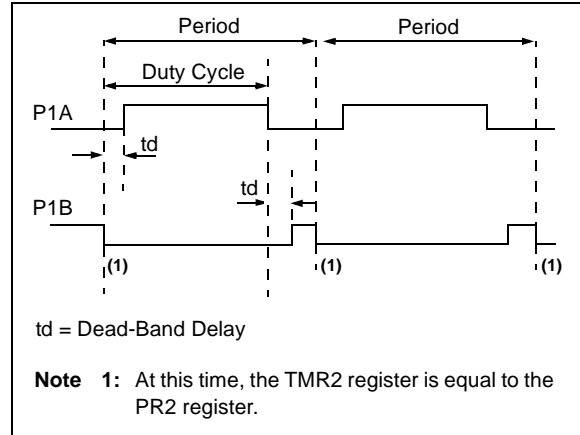 Period Period
Duty Cycle
P1A
td
td
P1B
(1) (1) (1)
td = Dead-Band Delay
Note 1: At this time, the TMR2 register is equal to the
PR2 register.